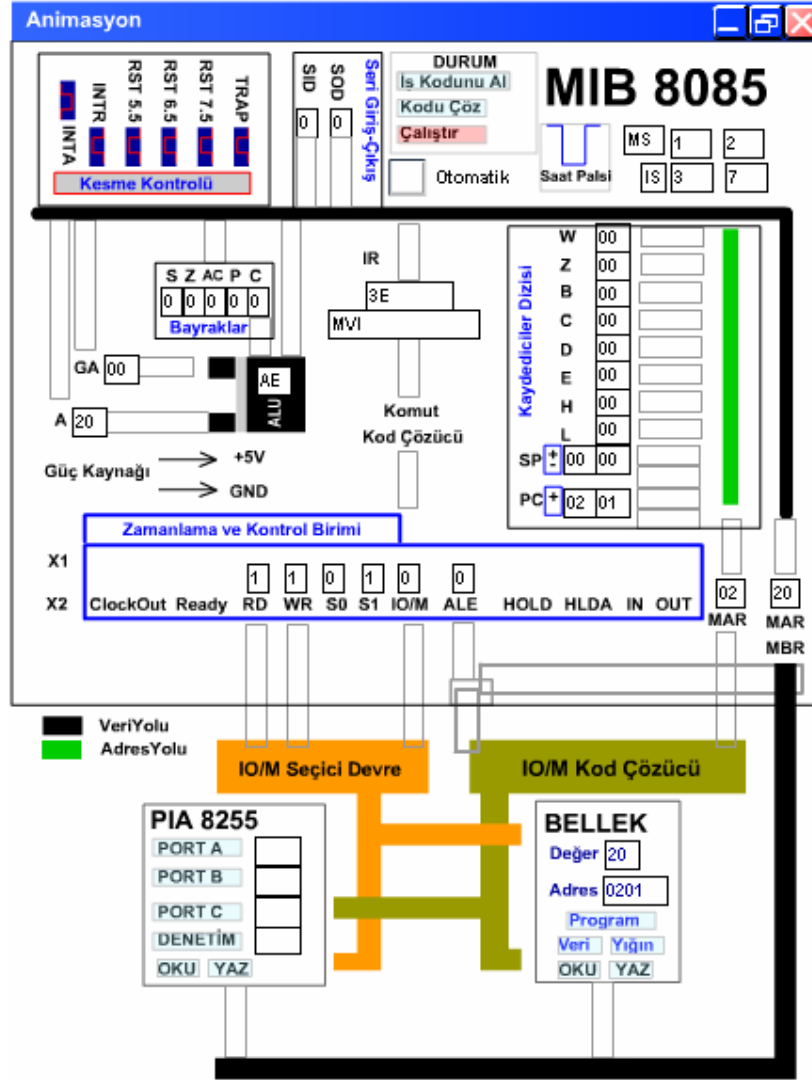 Animasyon
SID
SOD
Seri Giriş-Çıkış
DURUM
İş Kodunu Al
Kodu Çöz
Çalıştır
Otomatik
MIB 8085
Saat Palsi
MS 1 2
IS 3 7
INTA
INTR
RST 5.5
RST 6.5
RST 7.5
TRAP
0 0
Kesme Kontrolü
S Z AC P C
0 0 0 0 0
Bayraklar
IR
3E
MVI
Komut
Kod Çözücü
Kaydediciler Dizisi
W 00
Z 00
B 00
C 00
D 00
E 00
H 00
L 00
SP + - 00 00
PC + 02 01
GA 00
AE
ALU
A 20
Güç Kaynağı
+5V
GND
Zamanlama ve Kontrol Birimi
X1
1 1 0 1 0 0
X2 ClockOut Ready RD WR S0 S1 IO/M ALE HOLD HLDA IN OUT
02
MAR
20
MAR
MBR
VeriYolu
AdresYolu
IO/M Seçici Devre
IO/M Kod Çözücü
PIA 8255
PORT A
PORT B
PORT C
DENETİM
OKU YAZ
BELLEK
Değer 20
Adres 0201
Program
Veri Yığın
OKU YAZ